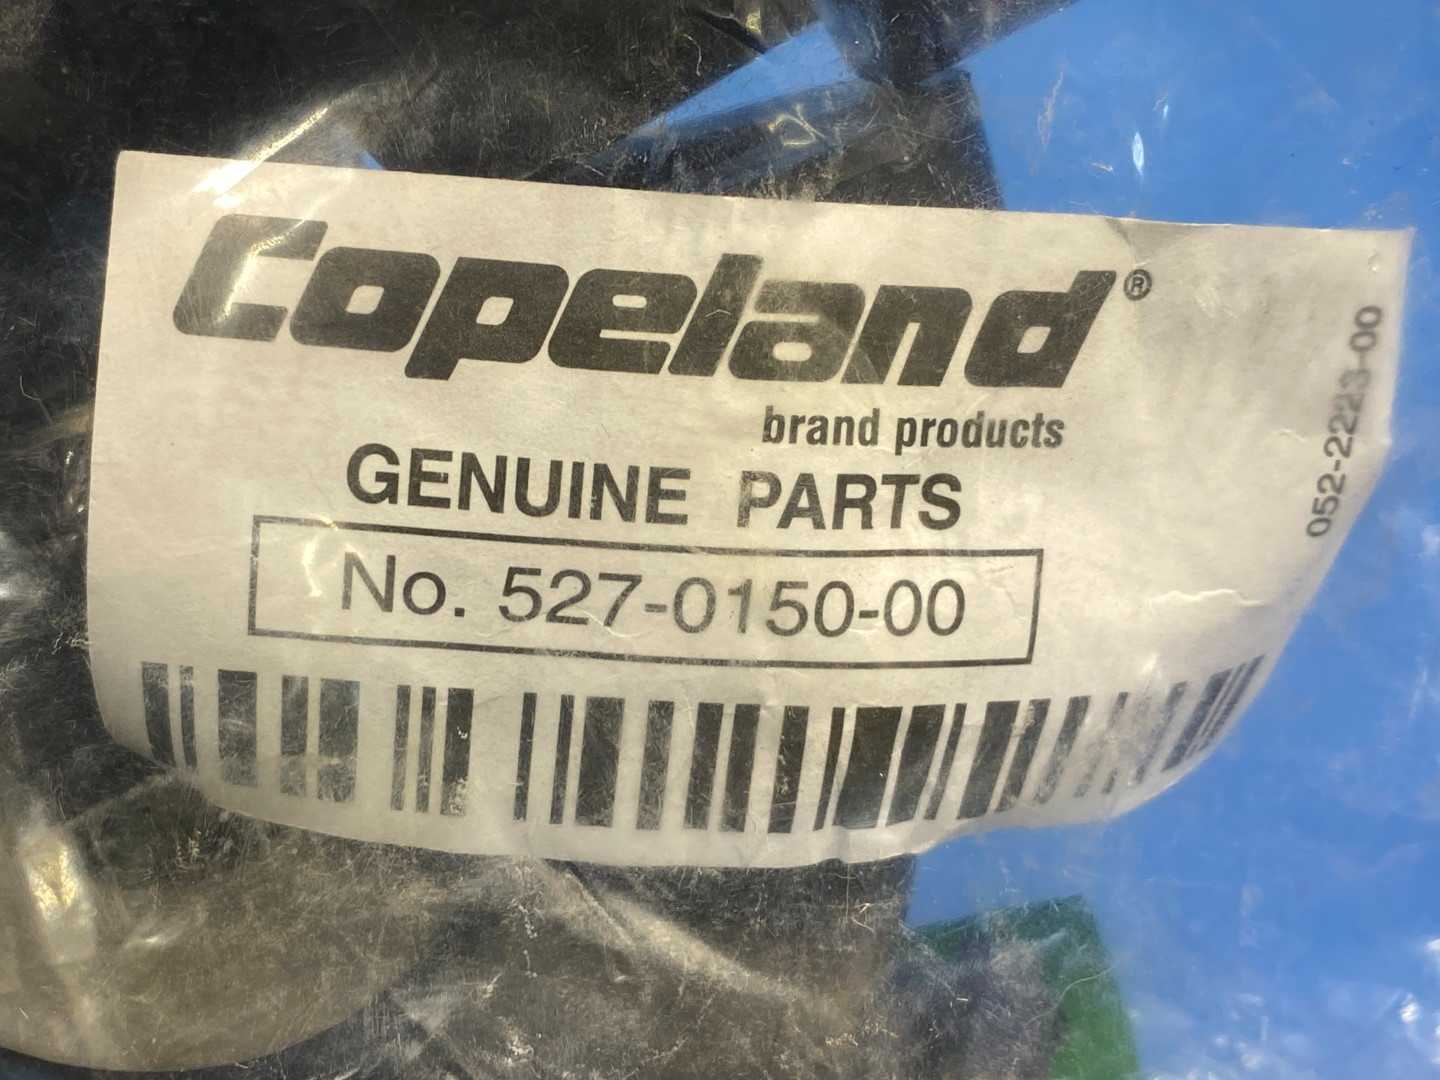 Copeland®
brand products
GENUINE PARTS
No. 527-0150-00
052-2223-00